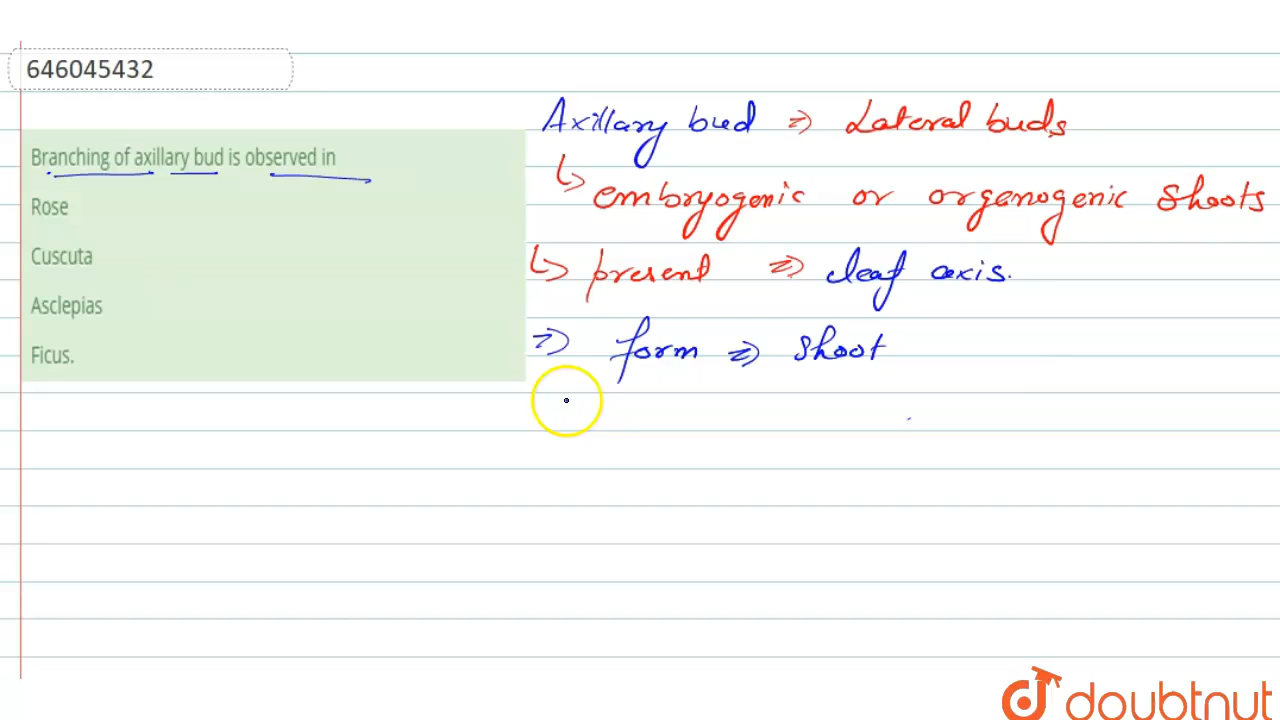 646045432
Branching of axillary bud is observed in
Rose
Cuscuta
Asclepias
Ficus.
Axillary bud ⇒ Lateral buds
↳ embryogenic or organogenic shoots
↳ present ⇒ leaf axis.
⇒ form ⇒ shoot
doubtnut